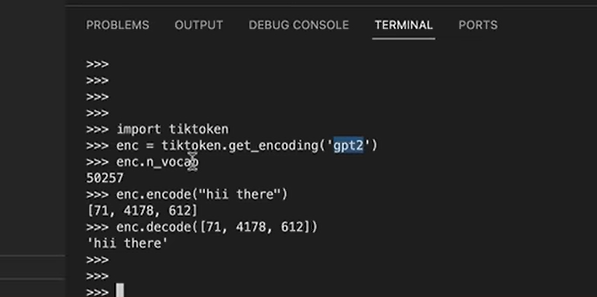 PROBLEMS OUTPUT DEBUG CONSOLE TERMINAL PORTS
>>>
>>>
>>>
>>>
>>> import tiktoken
>>> enc = tiktoken.get_encoding('gpt2')
>>> enc.n_vocab
50257
>>> enc.encode("hii there")
[71, 4178, 612]
>>> enc.decode([71, 4178, 612])
'hii there'
>>>
>>>
>>>